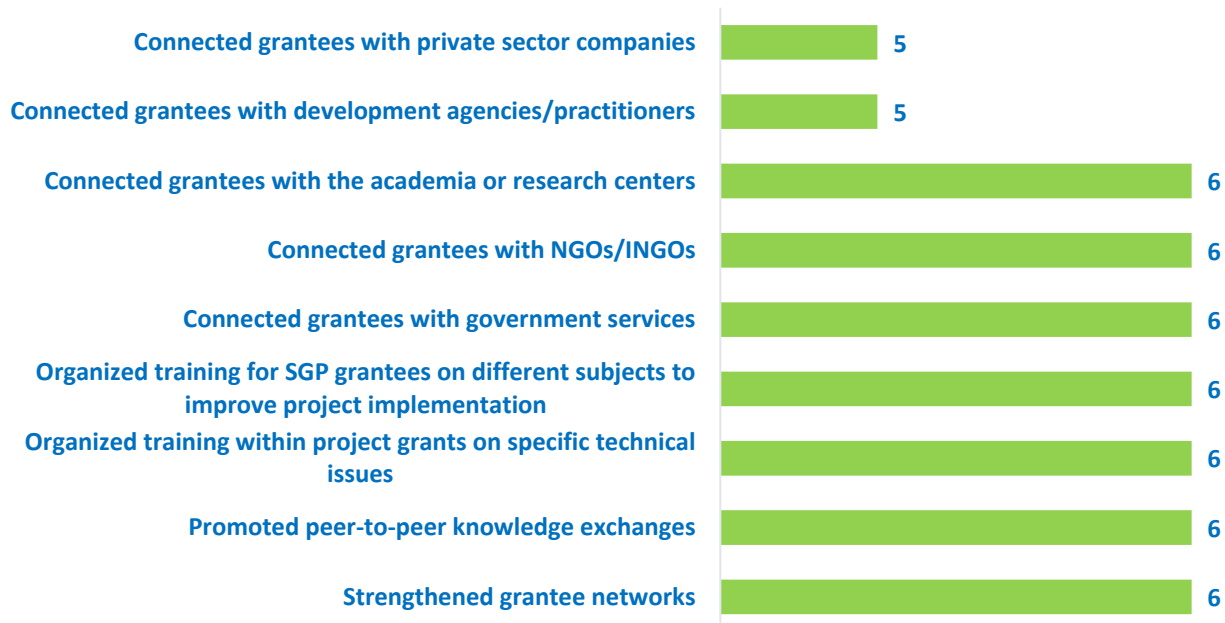 Connected grantees with private sector companies 5
Connected grantees with development agencies/practitioners 5
Connected grantees with the academia or research centers 6
Connected grantees with NGOs/INGOs 6
Connected grantees with government services 6
Organized training for SGP grantees on different subjects to
improve project implementation 6
Organized training within project grants on specific technical
issues 6
Promoted peer-to-peer knowledge exchanges 6
Strengthened grantee networks 6